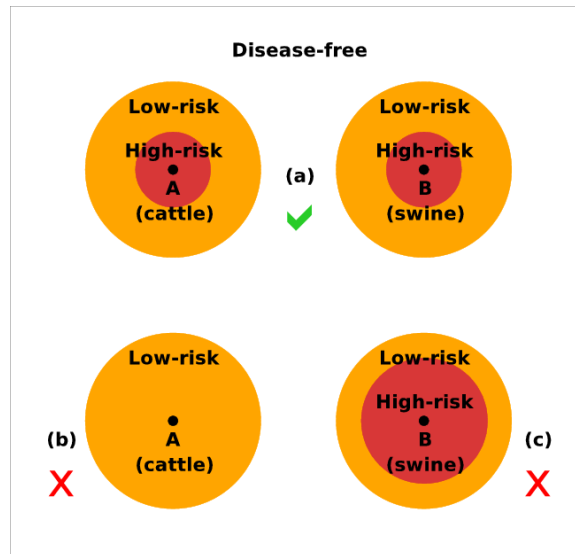 Disease-free
Low-risk
High-risk
A
(cattle)
Low-risk
High-risk
B
(swine)
(a)
Low-risk
A
(cattle)
(b)
X
Low-risk
High-risk
B
(swine)
(c)
X